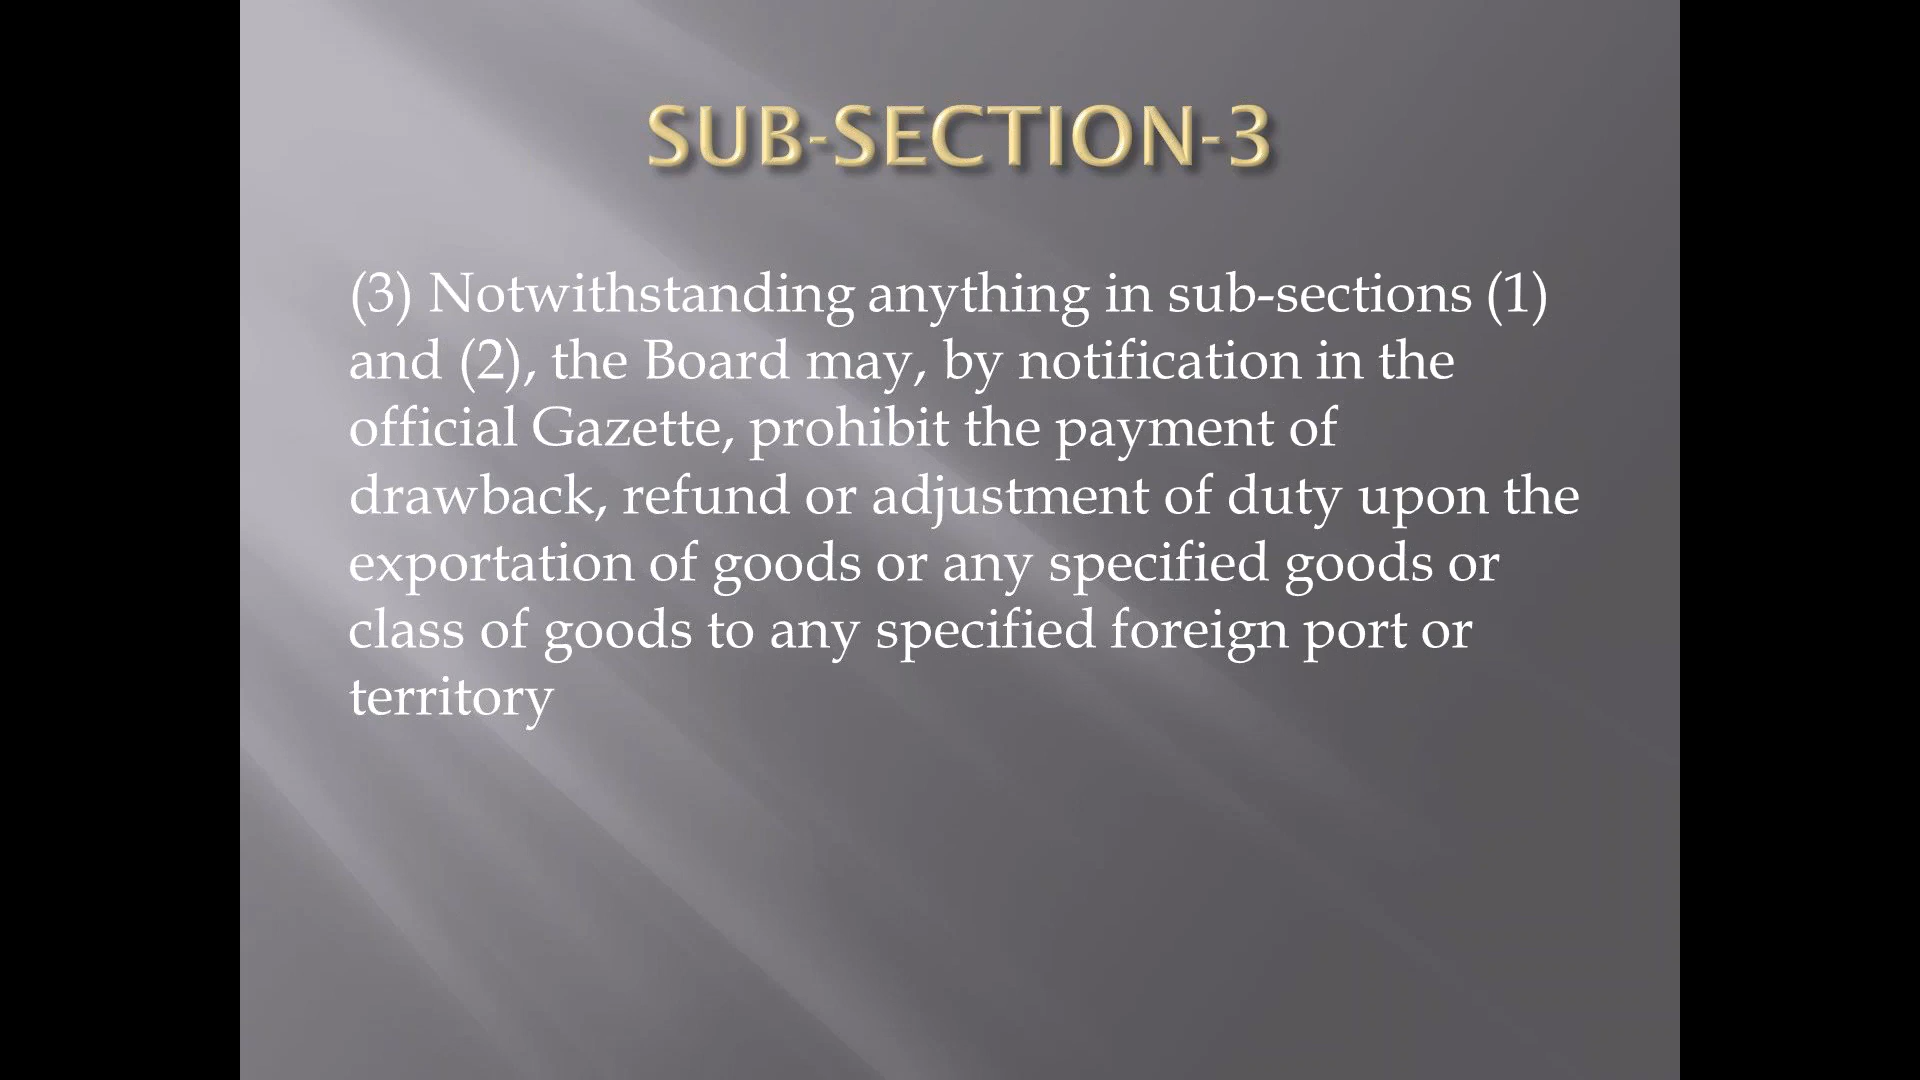 SUB-SECTION-3
(3) Notwithstanding anything in sub-sections (1)
and (2), the Board may, by notification in the
official Gazette, prohibit the payment of
drawback, refund or adjustment of duty upon the
exportation of goods or any specified goods or
class of goods to any specified foreign port or
territory